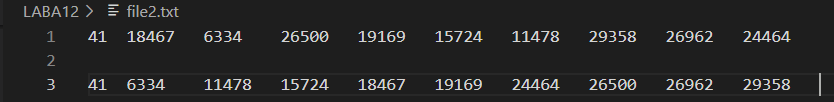 LABA12 > file2.txt
1 41 18467 6334 26500 19169 15724 11478 29358 26962 24464
2
3 41 6334 11478 15724 18467 19169 24464 26500 26962 29358